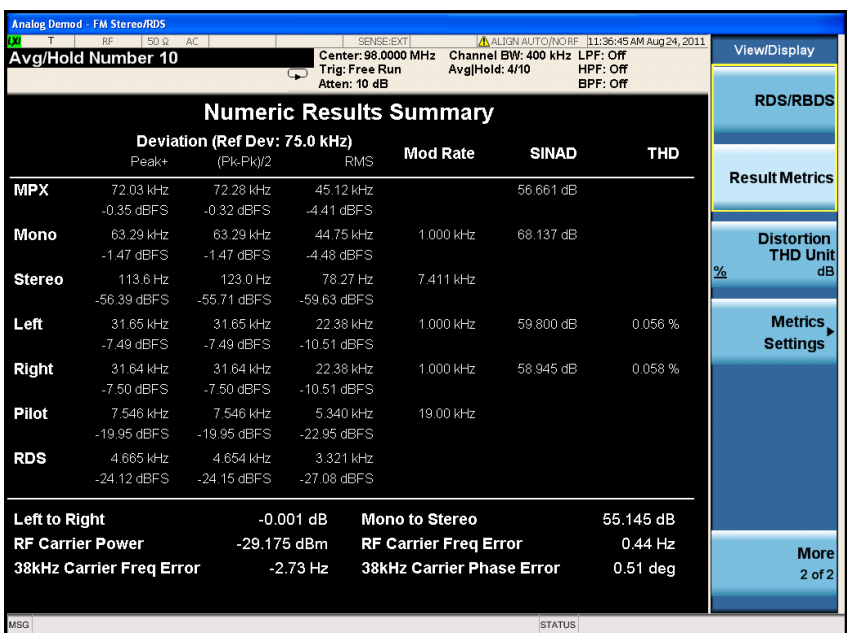 Analog Demod - FM Stereo/RDS
LXI T RF 50 Ω AC SENSE:EXT ALIGN AUTO/NO RF 11:36:45 AM Aug 24, 2011
Avg/Hold Number 10
Center: 98.0000 MHz Channel BW: 400 kHz LPF: Off
Trig: Free Run Avg|Hold: 4/10 HPF: Off
Atten: 10 dB BPF: Off
Numeric Results Summary
Deviation (Ref Dev: 75.0 kHz)
Peak+ (Pk-Pk)/2 RMS Mod Rate SINAD THD
MPX 72.03 kHz 72.28 kHz 45.12 kHz 56.661 dB
-0.35 dBFS -0.32 dBFS -4.41 dBFS
Mono 63.29 kHz 63.29 kHz 44.75 kHz 1.000 kHz 68.137 dB
-1.47 dBFS -1.47 dBFS -4.48 dBFS
Stereo 113.6 Hz 123.0 Hz 78.27 Hz 7.411 kHz
-56.39 dBFS -55.71 dBFS -59.63 dBFS
Left 31.65 kHz 31.65 kHz 22.38 kHz 1.000 kHz 59.800 dB 0.056 %
-7.49 dBFS -7.49 dBFS -10.51 dBFS
Right 31.64 kHz 31.64 kHz 22.38 kHz 1.000 kHz 58.945 dB 0.058 %
-7.50 dBFS -7.50 dBFS -10.51 dBFS
Pilot 7.546 kHz 7.546 kHz 5.340 kHz 19.00 kHz
-19.95 dBFS -19.95 dBFS -22.95 dBFS
RDS 4.665 kHz 4.654 kHz 3.321 kHz
-24.12 dBFS -24.15 dBFS -27.08 dBFS
Left to Right -0.001 dB Mono to Stereo 55.145 dB
RF Carrier Power -29.175 dBm RF Carrier Freq Error 0.44 Hz
38kHz Carrier Freq Error -2.73 Hz 38kHz Carrier Phase Error 0.51 deg
View/Display
RDS/RBDS
Result Metrics
Distortion
THD Unit
% dB
Metrics
Settings
More
2 of 2
MSG STATUS